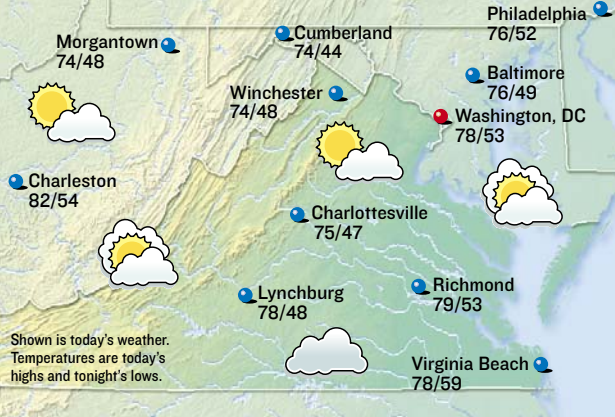 Philadelphia
76/52
Cumberland
74/44
Morgantown
74/48
Baltimore
76/49
Winchester
74/48
Washington, DC
78/53
Charleston
82/54
Charlottesville
75/47
Richmond
79/53
Lynchburg
78/48
Shown is today's weather.
Temperatures are today's
highs and tonight's lows.
Virginia Beach
78/59